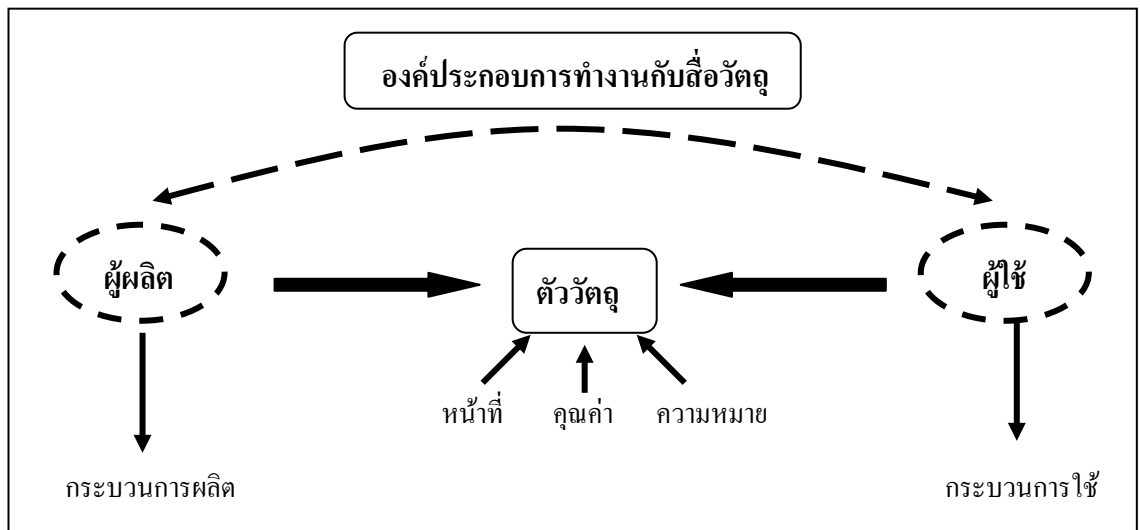 องค์ประกอบการทำงานกับสื่อวัตถุ
ผู้ผลิต
ตัววัตถุ
ผู้ใช้
หน้าที่
คุณค่า
ความหมาย
กระบวนการผลิต
กระบวนการใช้